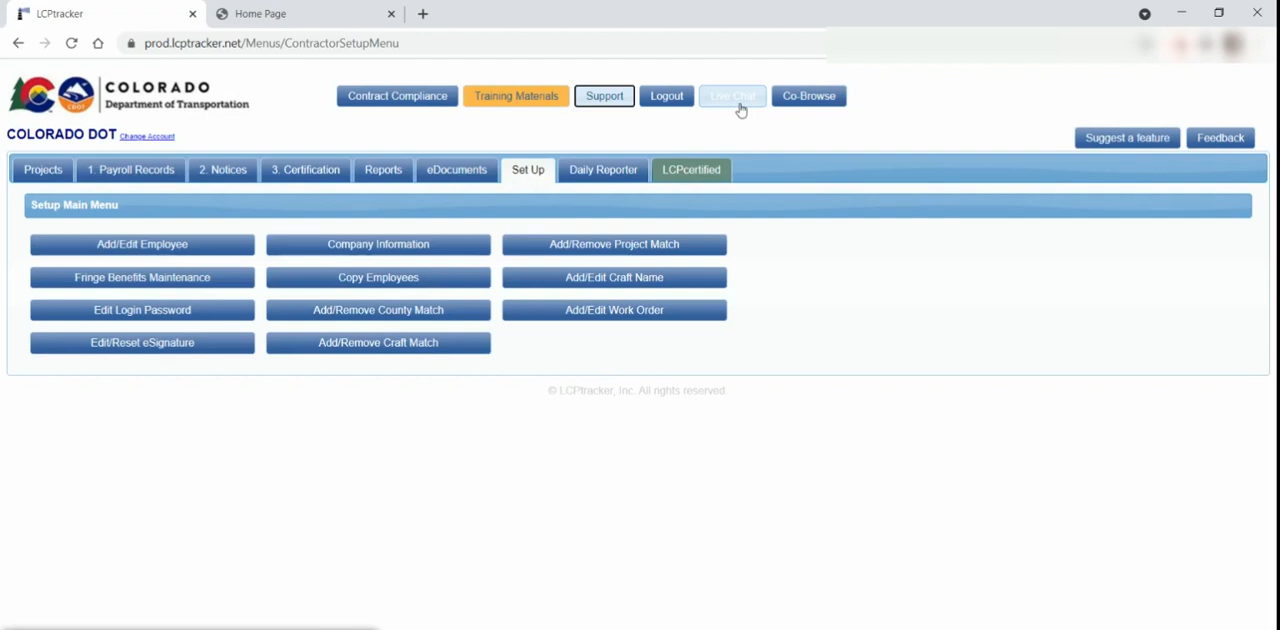 LCPtracker
Home Page
prod.lcptracker.net/Menus/ContractorSetupMenu
COLORADO
Department of Transportation
CDOT
Contract Compliance Training Materials Support Logout Live Chat Co-Browse
COLORADO DOT Change Account
Suggest a feature Feedback
Projects 1. Payroll Records 2. Notices 3. Certification Reports eDocuments Set Up Daily Reporter LCPcertified
Setup Main Menu
Add/Edit Employee Company Information Add/Remove Project Match
Fringe Benefits Maintenance Copy Employees Add/Edit Craft Name
Edit Login Password Add/Remove County Match Add/Edit Work Order
Edit/Reset eSignature Add/Remove Craft Match
© LCPtracker, Inc. All rights reserved